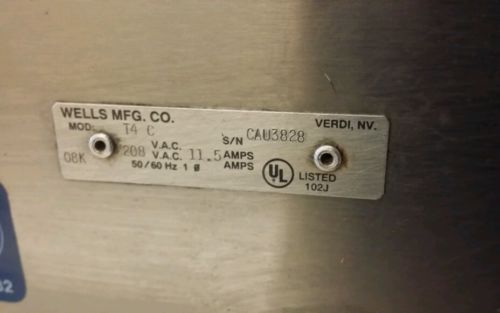 WELLS MFG. CO.
VERDI, NV.
MOD: T4 C
S/N CAU3828
V.A.C. AMPS
08K 208 V.A.C. 11.5 AMPS
50/60 Hz 1 Ø
UL LISTED
102J
32